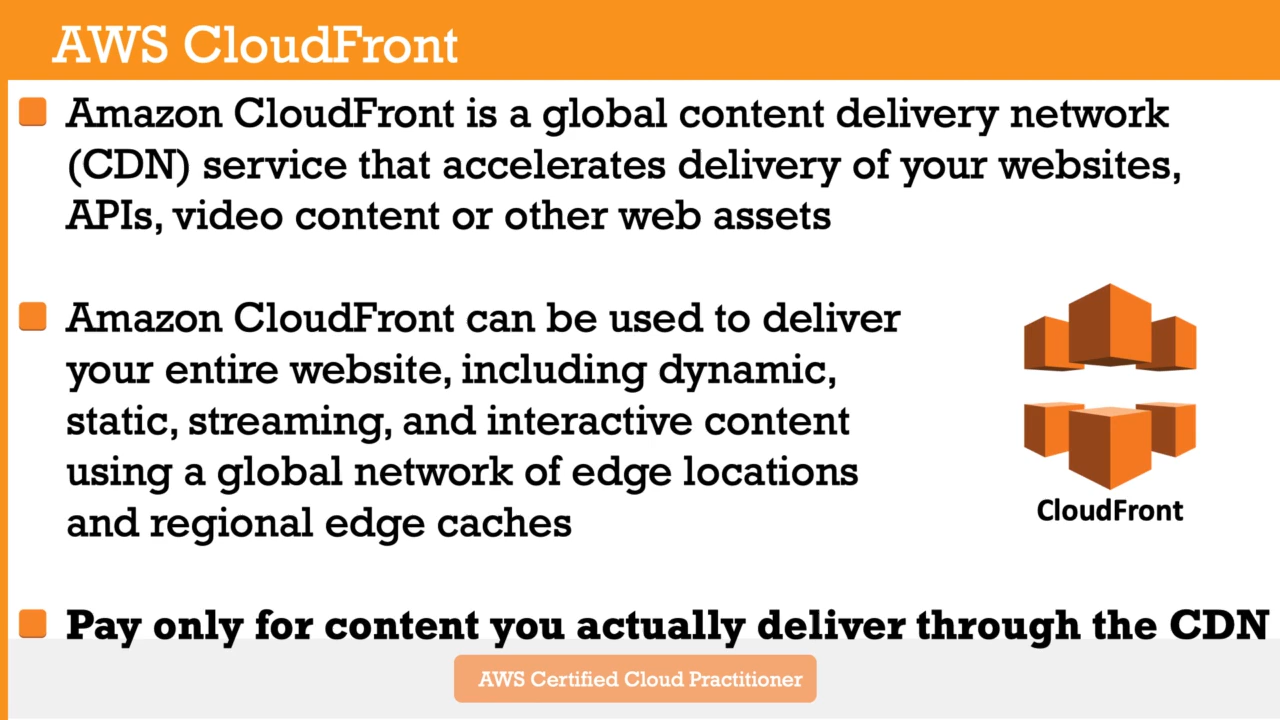 AWS CloudFront
Amazon CloudFront is a global content delivery network
(CDN) service that accelerates delivery of your websites,
APIs, video content or other web assets
Amazon CloudFront can be used to deliver
your entire website, including dynamic,
static, streaming, and interactive content
using a global network of edge locations
and regional edge caches
CloudFront
Pay only for content you actually deliver through the CDN
AWS Certified Cloud Practitioner